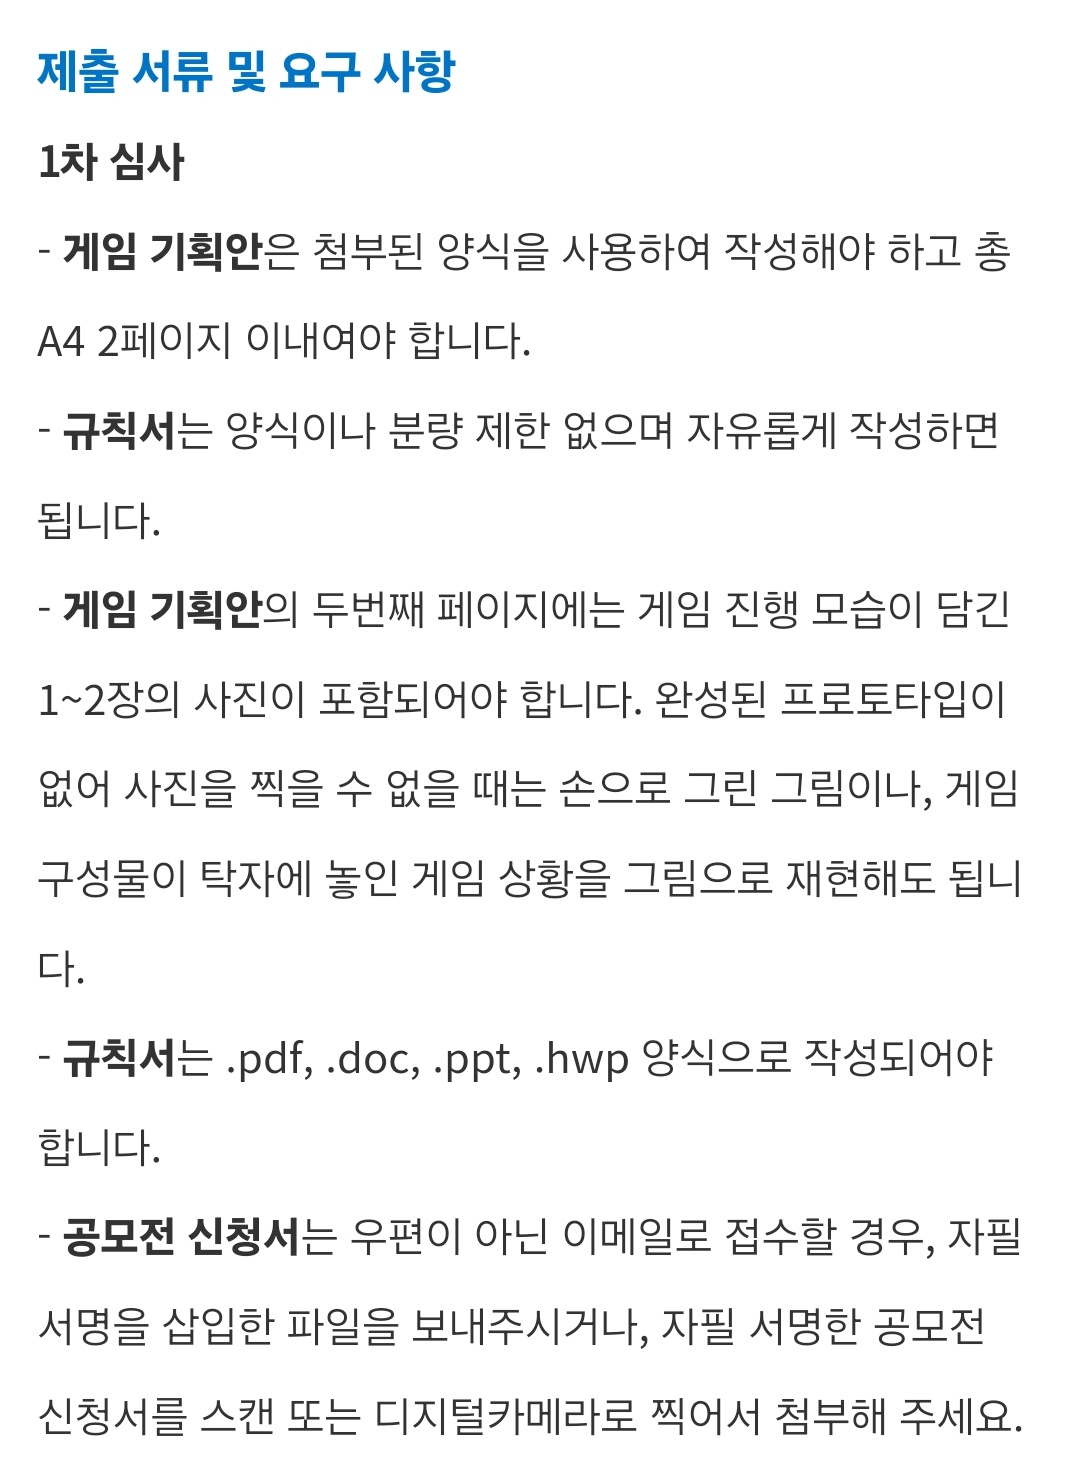 제출 서류 및 요구 사항
1차 심사
- 게임 기획안은 첨부된 양식을 사용하여 작성해야 하고 총
A4 2페이지 이내여야 합니다.
- 규칙서는 양식이나 분량 제한 없으며 자유롭게 작성하면
됩니다.
- 게임 기획안의 두번째 페이지에는 게임 진행 모습이 담긴
1~2장의 사진이 포함되어야 합니다. 완성된 프로토타입이
없어 사진을 찍을 수 없을 때는 손으로 그린 그림이나, 게임
구성물이 탁자에 놓인 게임 상황을 그림으로 재현해도 됩니
다.
- 규칙서는 .pdf, .doc, .ppt, .hwp 양식으로 작성되어야
합니다.
- 공모전 신청서는 우편이 아닌 이메일로 접수할 경우, 자필
서명을 삽입한 파일을 보내주시거나, 자필 서명한 공모전
신청서를 스캔 또는 디지털카메라로 찍어서 첨부해 주세요.